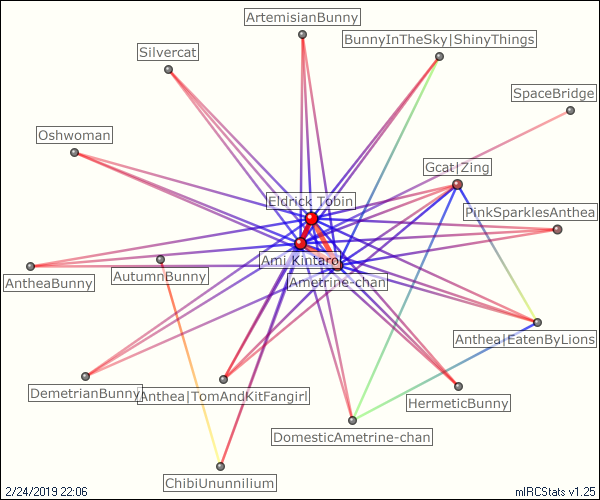 ArtemisianBunny
BunnyInTheSky|ShinyThings
Silvercat
SpaceBridge
Oshwoman
Gcat|Zing
Eldrick Tobin
PinkSparklesAnthea
Ami Kintaro
AntheaBunny
AutumnBunny
Ametrine-chan
Anthea|EatenByLions
DemetrianBunny
Anthea|TomAndKitFangirl
HermeticBunny
DomesticAmetrine-chan
ChibiUnunnilium
2/24/2019 22:06
mIRCStats v1.25